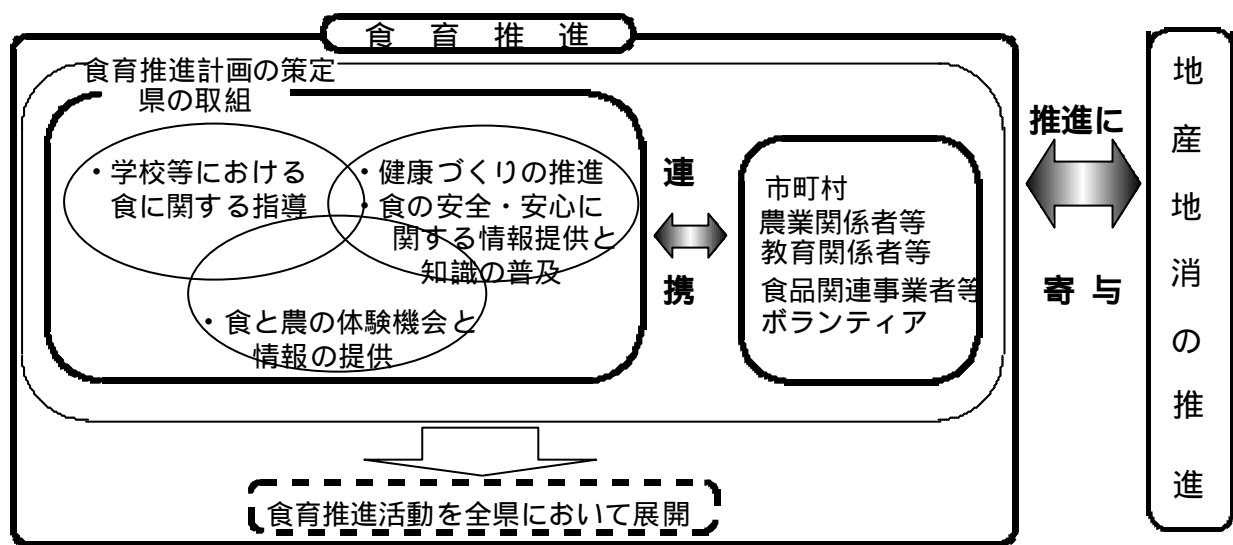 食育推進
食育推進計画の策定
県の取組
・学校等における
食に関する指導
・健康づくりの推進
・食の安全・安心に
関する情報提供と
知識の普及
・食と農の体験機会と
情報の提供
連
携
市町村
農業関係者等
教育関係者等
食品関連事業者等
ボランティア
食育推進活動を全県において展開
推進に
寄与
地産地消の推進